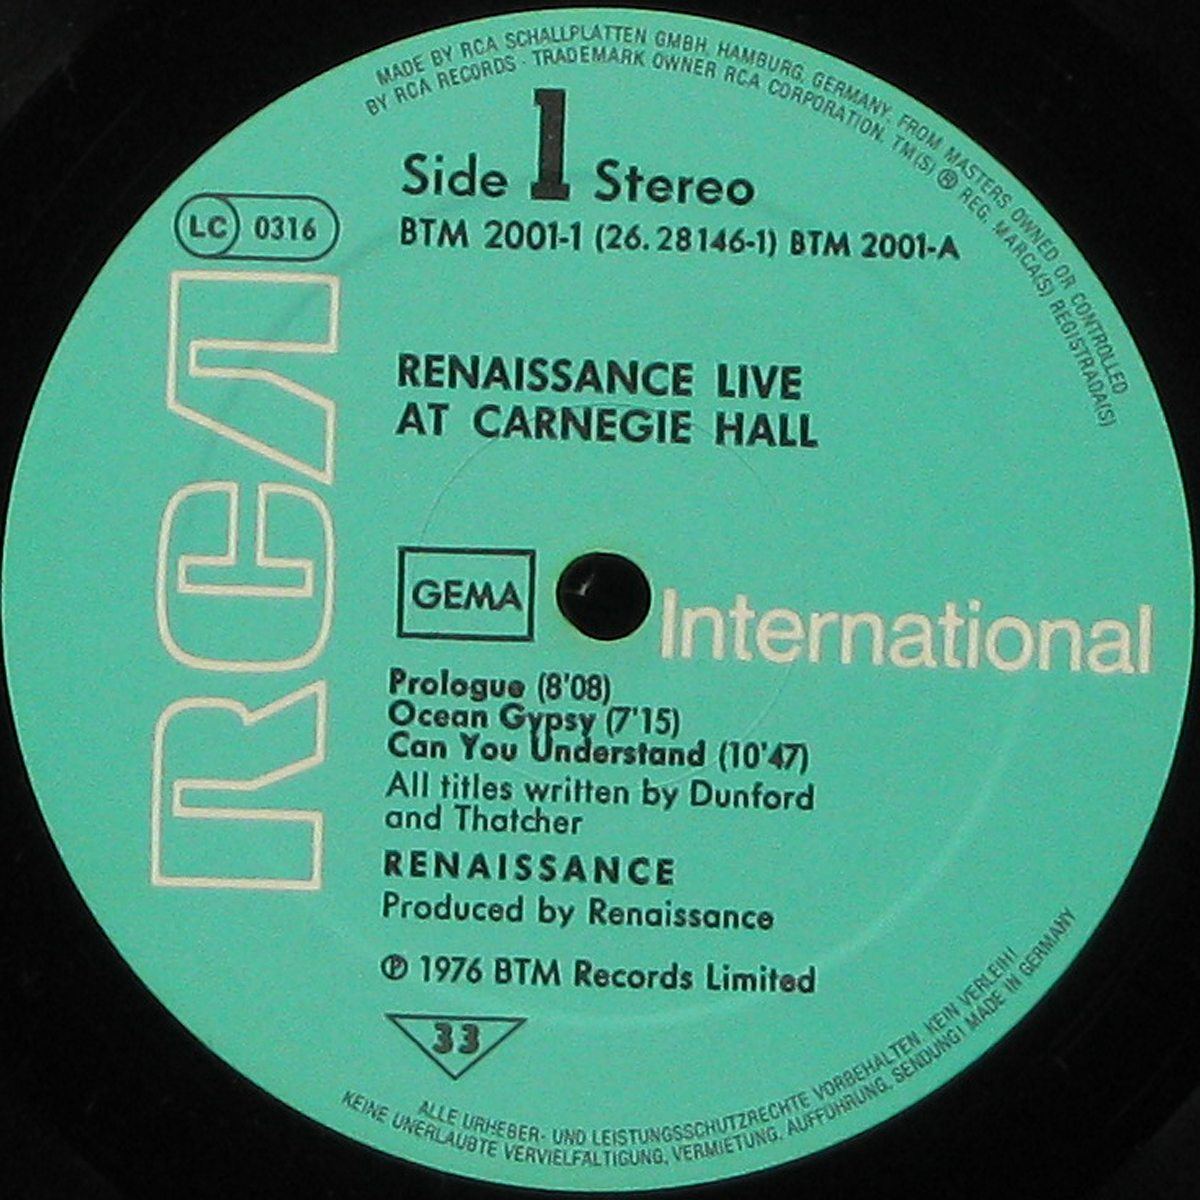 MADE BY RCA SCHALLPLATTEN GMBH, HAMBURG, GERMANY, FROM MASTERS OWNED OR CONTROLLED
BY RCA RECORDS · TRADEMARK OWNER RCA CORPORATION, TM(S) ® REG. MARCA(S) REGISTRADA(S)
Side 1 Stereo
LC 0316
BTM 2001-1 (26.28146-1) BTM 2001-A
RCA
RENAISSANCE LIVE
AT CARNEGIE HALL
GEMA
International
Prologue (8'08)
Ocean Gypsy (7'15)
Can You Understand (10'47)
All titles written by Dunford
and Thatcher
RENAISSANCE
Produced by Renaissance
℗ 1976 BTM Records Limited
33
ALLE URHEBER- UND LEISTUNGSSCHUTZRECHTE VORBEHALTEN. KEIN VERLEIH!
KEINE UNERLAUBTE VERVIELFÄLTIGUNG, VERMIETUNG, AUFFÜHRUNG, SENDUNG! MADE IN GERMANY